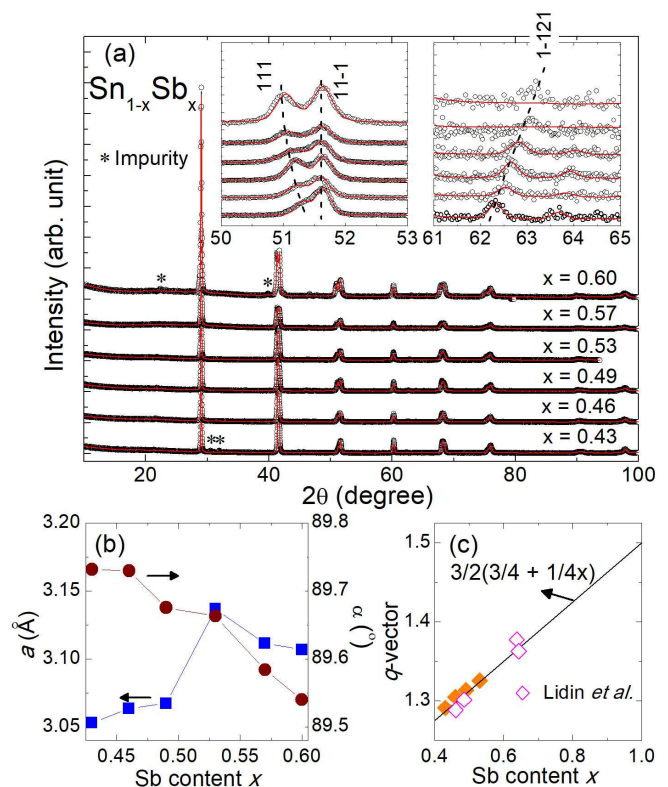 (a)
Sn1-xSbx
* Impurity
111
11-1
50 51 52 53
1-121
61 62 63 64 65
*
*
**
x = 0.60
x = 0.57
x = 0.53
x = 0.49
x = 0.46
x = 0.43
Intensity (arb. unit)
20 40 60 80 100
2θ (degree)
(b)
3.20
3.15
3.10
3.05
a (Å)
89.8
89.7
89.6
89.5
α (°)
0.45 0.50 0.55 0.60
Sb content x
(c)
1.5
1.4
1.3
q-vector
3/2(3/4 + 1/4x)
Lidin et al.
0.4 0.6 0.8 1.0
Sb content x